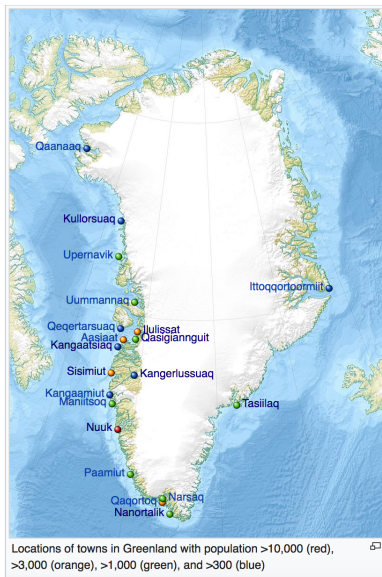 Qaanaaq
Kullorsuaq
Upernavik
Uummannaq
Ittoqqortoormiit
Qeqertarsuaq
Ilulissat
Aasiaat
Qasigiannguit
Kangaatsiaq
Sisimiut
Kangerlussuaq
Kangaamiut
Maniitsoq
Tasiilaq
Nuuk
Paamiut
Narsaq
Qaqortoq
Nanortalik
Locations of towns in Greenland with population >10,000 (red),
>3,000 (orange), >1,000 (green), and >300 (blue)